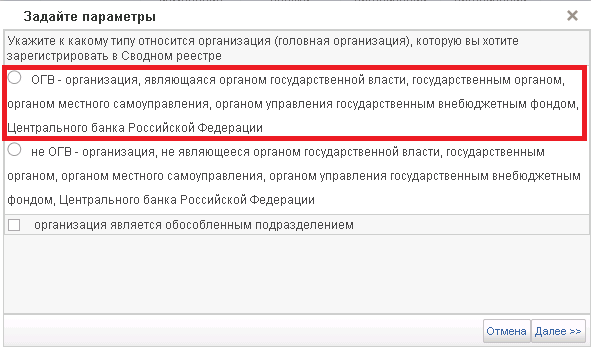 Задайте параметры
Укажите к какому типу относится организация (головная организация), которую вы хотите
зарегистрировать в Сводном реестре
ОГВ - организация, являющаяся органом государственной власти, государственным органом,
органом местного самоуправления, органом управления государственным внебюджетным фондом,
Центрального банка Российской Федерации
не ОГВ - организация, не являющееся органом государственной власти, государственным
органом, органом местного самоуправления, органом управления государственным внебюджетным
фондом, Центрального банка Российской Федерации
организация является обособленным подразделением
Отмена Далее >>